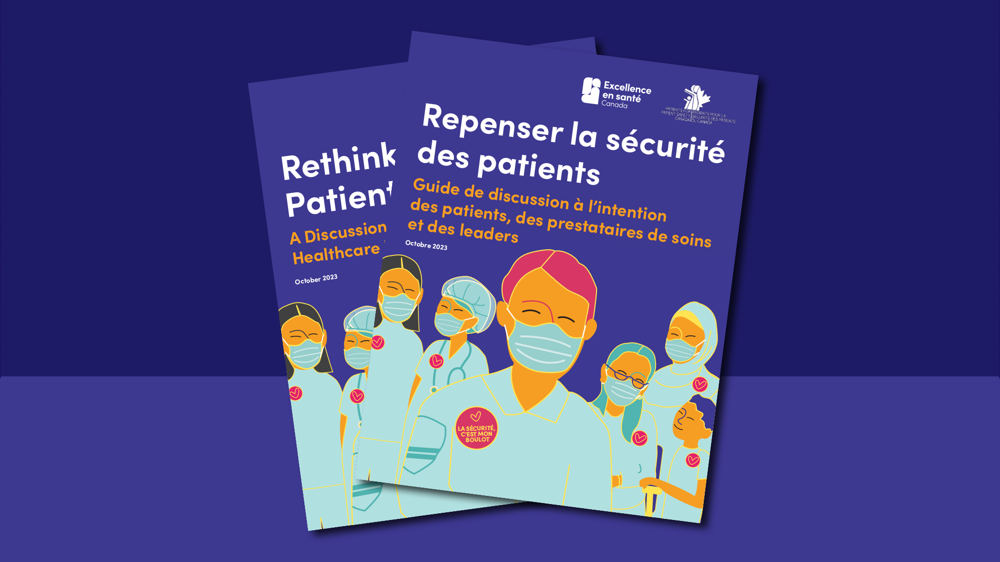 Rethink
Patient
A Discussion
Healthcare
October 2023
Excellence
en santé
Canada
PATIENTS FOR PATIENTS POUR LA
PATIENT SAFETY SÉCURITÉ DES PATIENTS
CANADA DU CANADA
Repenser la sécurité
des patients
Guide de discussion à l'intention
des patients, des prestataires de soins
et des leaders
Octobre 2023
LA SÉCURITÉ,
C'EST MON
BOULOT